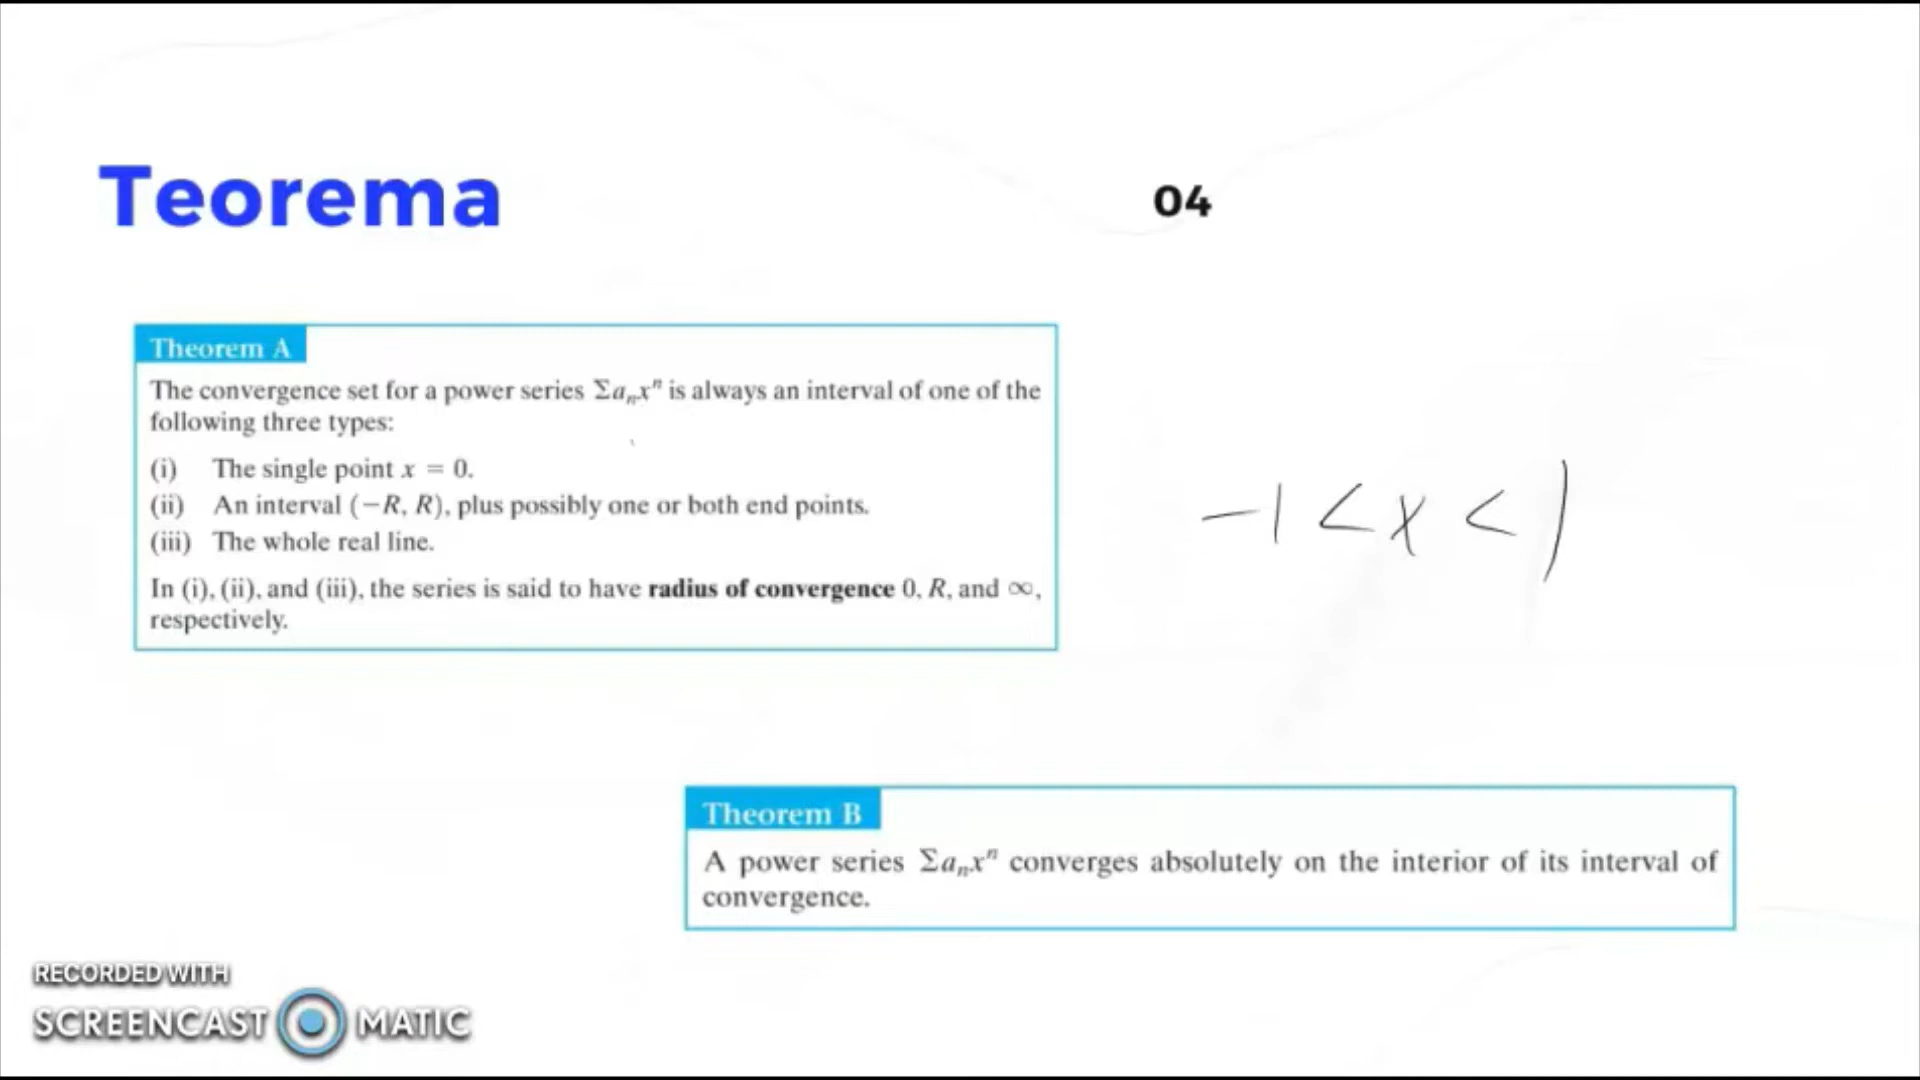 Teorema
04
Theorem A
The convergence set for a power series Σaₙxⁿ is always an interval of one of the
following three types:
(i) The single point x = 0.
(ii) An interval (−R, R), plus possibly one or both end points.
(iii) The whole real line.
In (i), (ii), and (iii), the series is said to have radius of convergence 0, R, and ∞,
respectively.
−1 < x < 1
Theorem B
A power series Σaₙxⁿ converges absolutely on the interior of its interval of
convergence.
RECORDED WITH
SCREENCAST MATIC